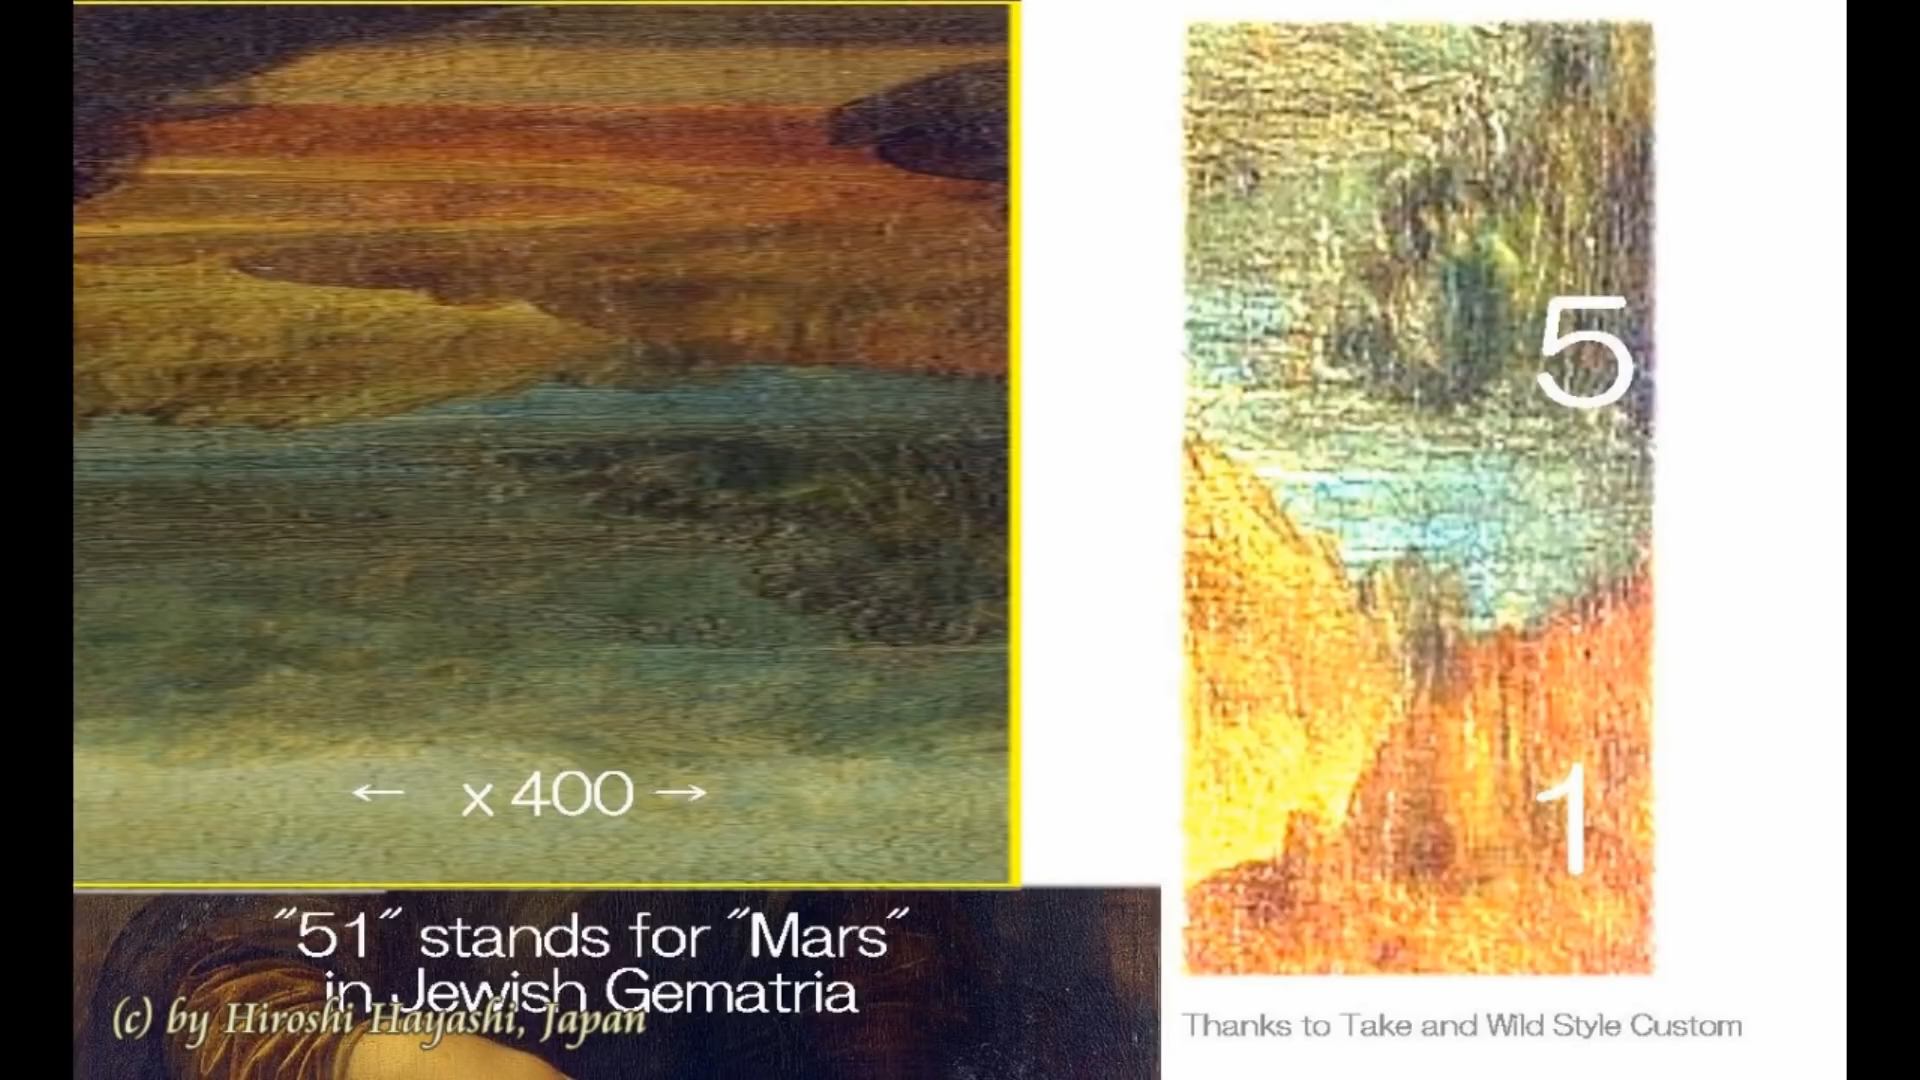 ← x 400 →
"51" stands for "Mars"
in Jewish Gematria
(c) by Hiroshi Hayashi, Japan
5
1
Thanks to Take and Wild Style Custom